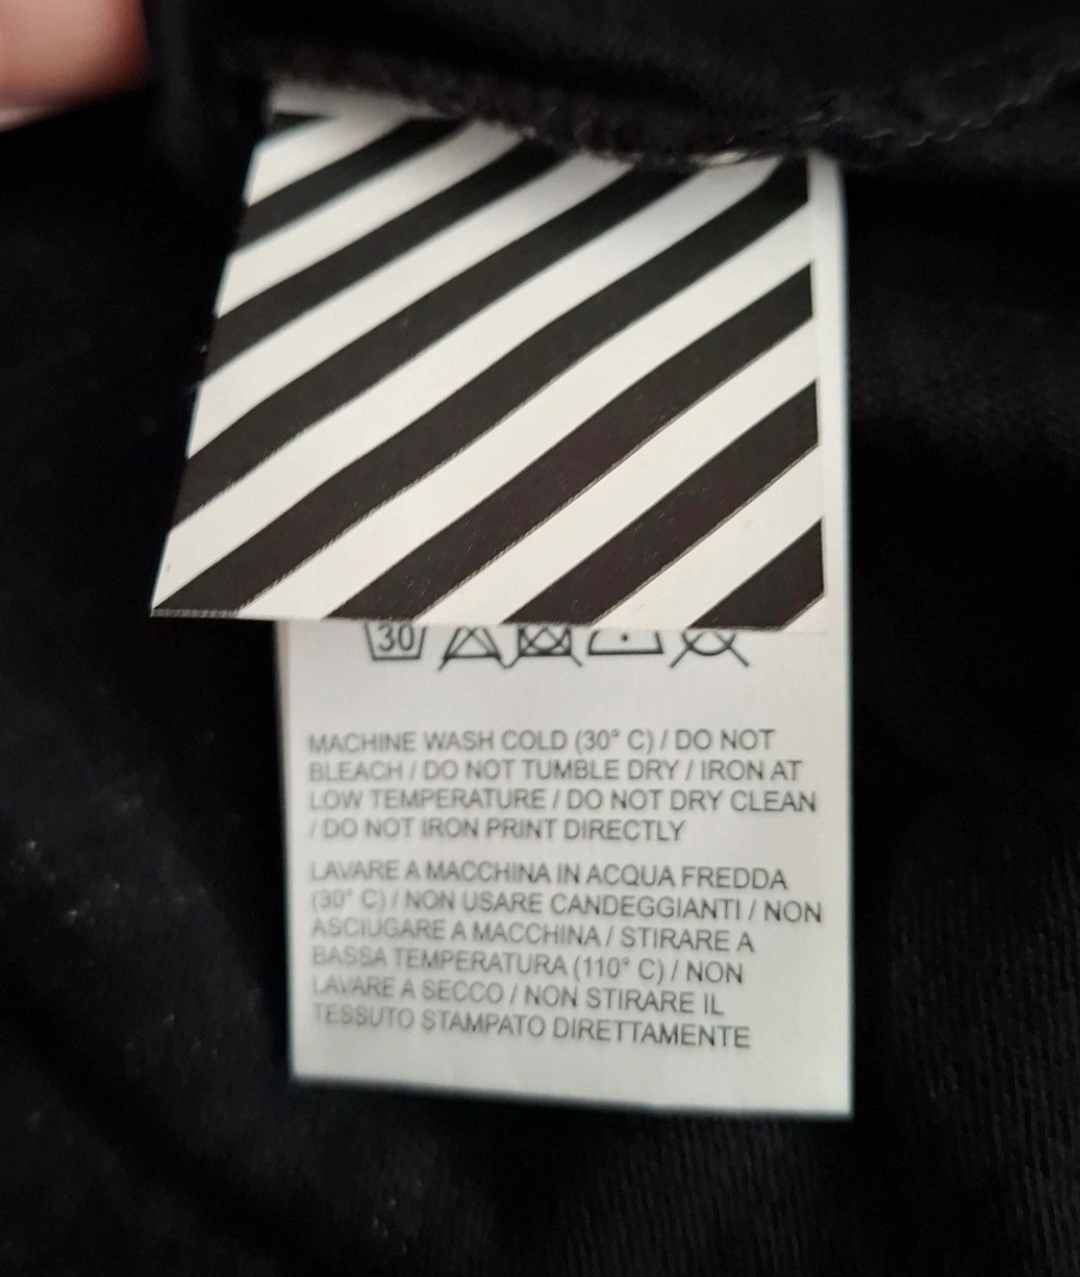 30
MACHINE WASH COLD (30° C) / DO NOT
BLEACH / DO NOT TUMBLE DRY / IRON AT
LOW TEMPERATURE / DO NOT DRY CLEAN
/ DO NOT IRON PRINT DIRECTLY
LAVARE A MACCHINA IN ACQUA FREDDA
(30° C) / NON USARE CANDEGGIANTI / NON
ASCIUGARE A MACCHINA / STIRARE A
BASSA TEMPERATURA (110° C) / NON
LAVARE A SECCO / NON STIRARE IL
TESSUTO STAMPATO DIRETTAMENTE